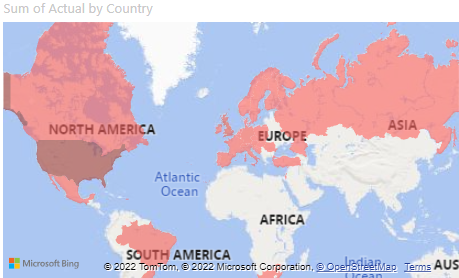 Sum of Actual by Country
NORTH AMERICA
EUROPE
ASIA
Atlantic
Ocean
AFRICA
SOUTH AMERICA
Indian
AUS
Microsoft Bing
© 2022 TomTom, © 2022 Microsoft Corporation, © OpenStreetMap Terms